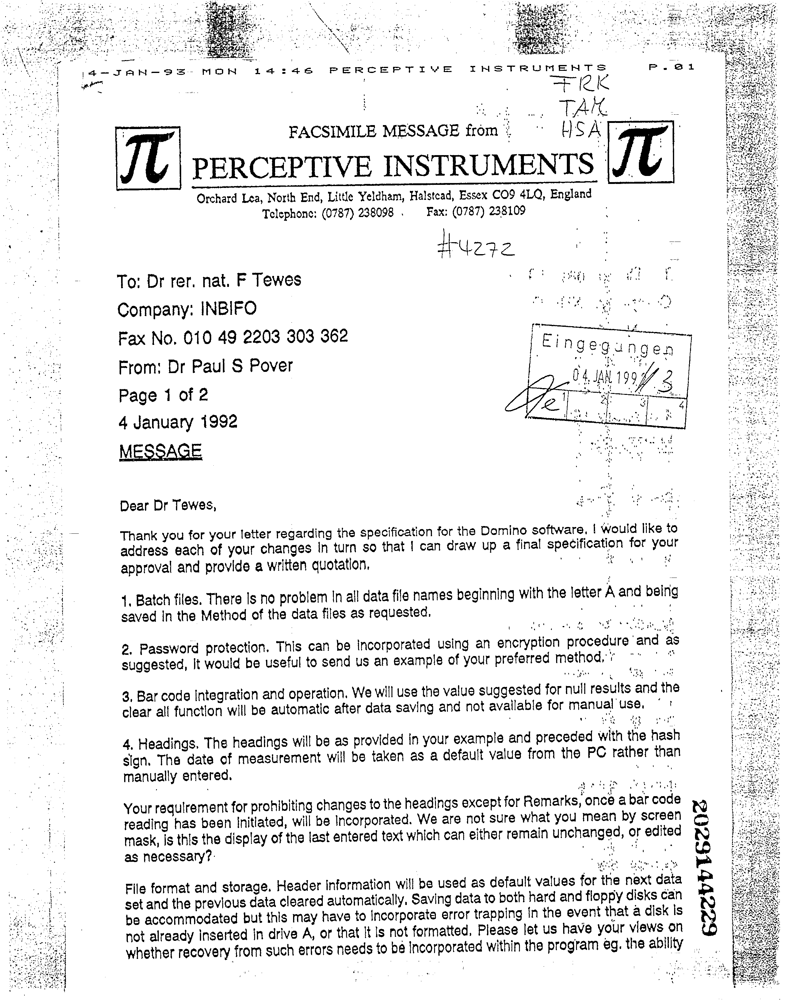 4-JAN-93 MON 14:46 PERCEPTIVE INSTRUMENTS P.01
FRK
TAM
HSA
FACSIMILE MESSAGE from
π PERCEPTIVE INSTRUMENTS π
Orchard Lea, North End, Little Yeldham, Halstead, Essex CO9 4LQ, England
Telephone: (0787) 238098 . Fax: (0787) 238109
#4272
To: Dr rer. nat. F Tewes
Company: INBIFO
Fax No. 010 49 2203 303 362
From: Dr Paul S Pover
Page 1 of 2
4 January 1992
MESSAGE
Eingegangen
04. JAN. 199 3
1 2 3 4
Dear Dr Tewes,
Thank you for your letter regarding the specification for the Domino software. I would like to
address each of your changes in turn so that I can draw up a final specification for your
approval and provide a written quotation.
1. Batch files. There is no problem in all data file names beginning with the letter A and being
saved in the Method of the data files as requested.
2. Password protection. This can be incorporated using an encryption procedure and as
suggested, it would be useful to send us an example of your preferred method.
3. Bar code integration and operation. We will use the value suggested for null results and the
clear all function will be automatic after data saving and not available for manual use.
4. Headings. The headings will be as provided in your example and preceded with the hash
sign. The date of measurement will be taken as a default value from the PC rather than
manually entered.
Your requirement for prohibiting changes to the headings except for Remarks, once a bar code
reading has been initiated, will be incorporated. We are not sure what you mean by screen
mask, is this the display of the last entered text which can either remain unchanged, or edited
as necessary?
File format and storage. Header information will be used as default values for the next data
set and the previous data cleared automatically. Saving data to both hard and floppy disks can
be accommodated but this may have to incorporate error trapping in the event that a disk is
not already inserted in drive A, or that it is not formatted. Please let us have your views on
whether recovery from such errors needs to be incorporated within the program eg. the ability
2029144229